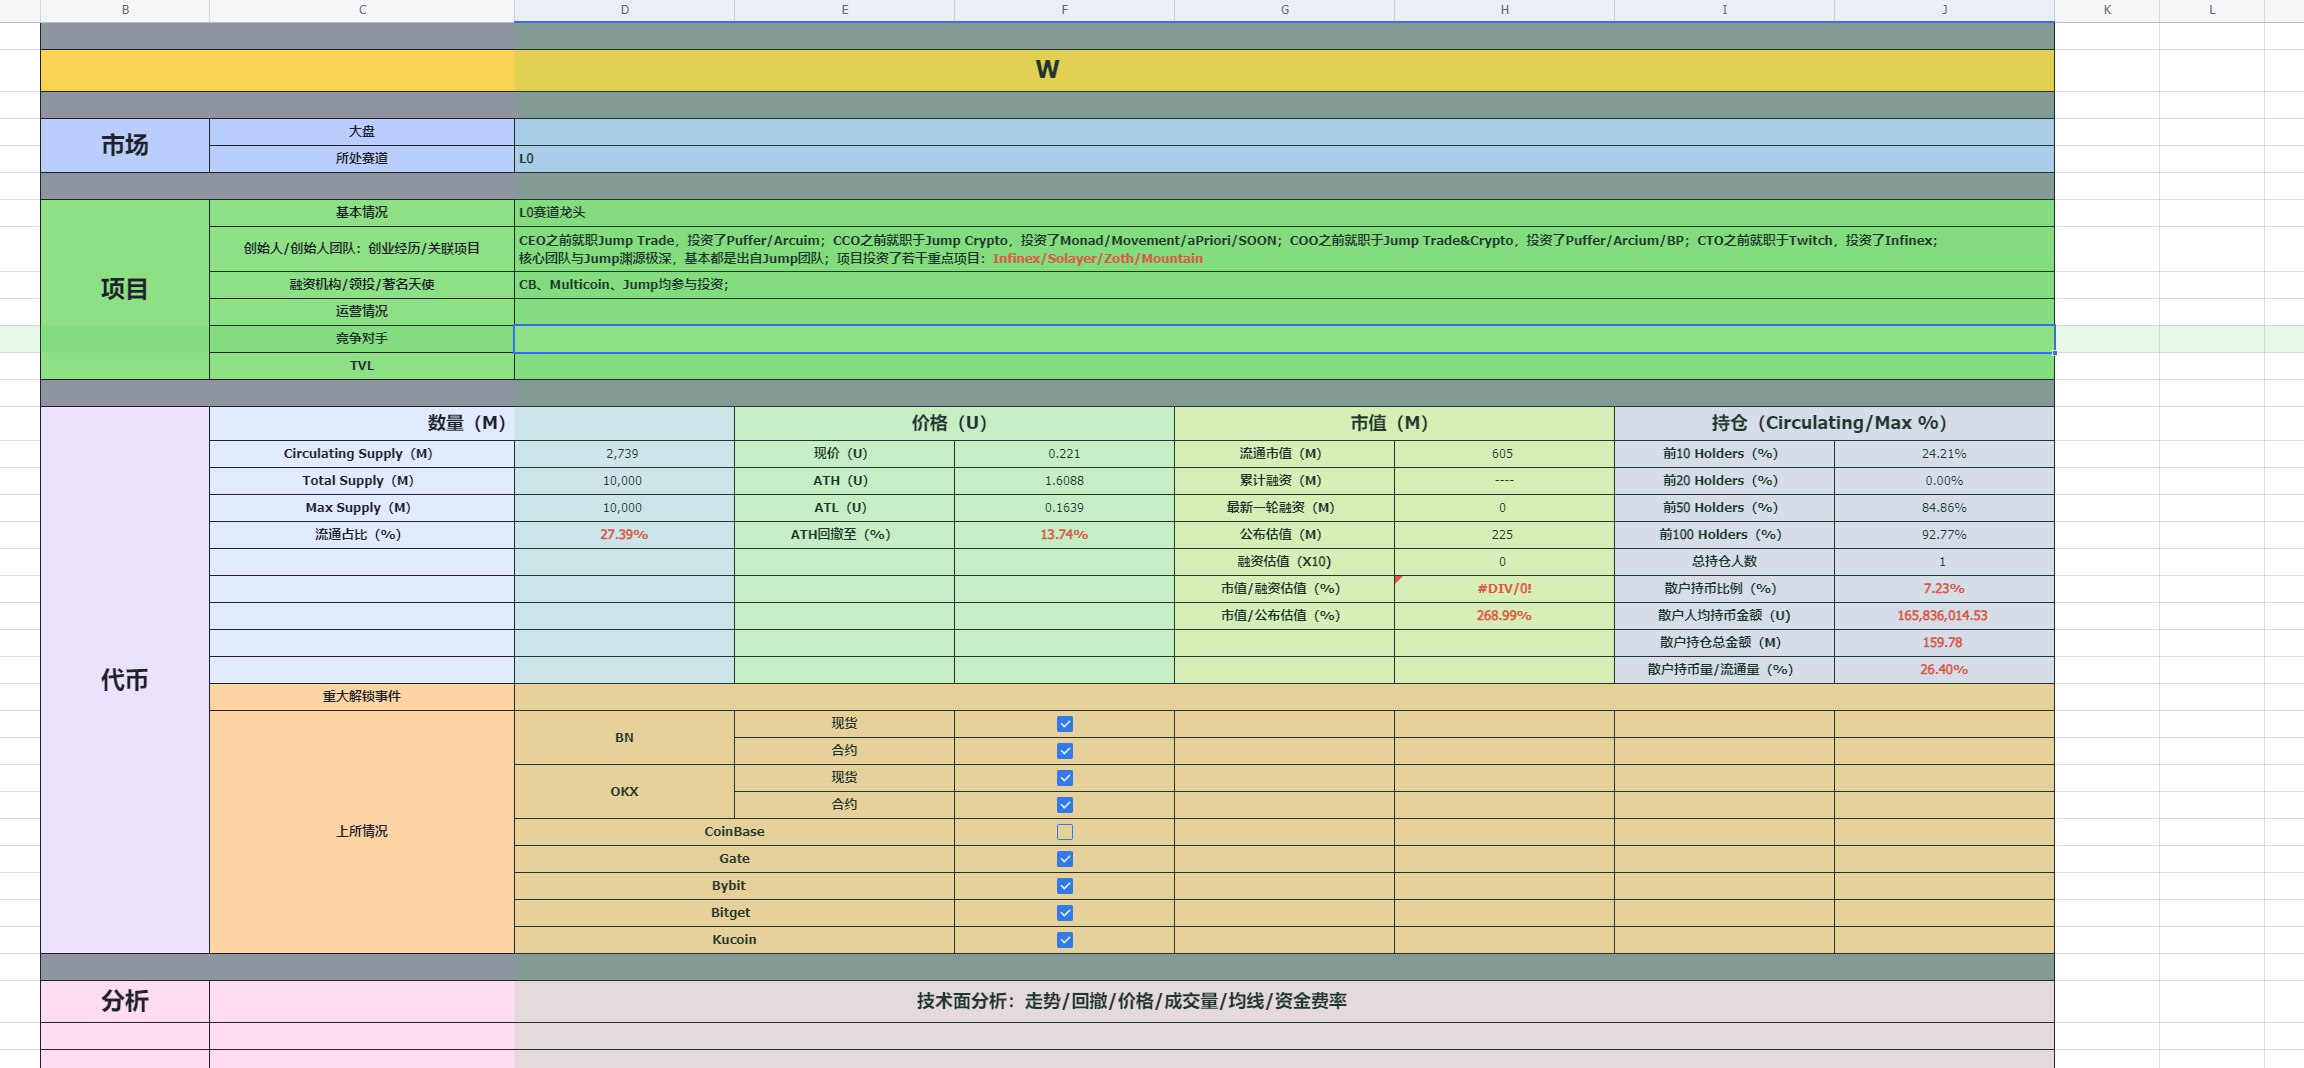 B C D E F G H I J K L
W
市场
大盘
所处赛道 L0
项目
基本情况 L0赛道龙头
创始人/创始人团队：创业经历/关联项目
CEO之前就职Jump Trade，投资了Puffer/Arcuim；CCO之前就职于Jump Crypto，投资了Monad/Movement/aPriori/SOON；COO之前就职于Jump Trade&Crypto，投资了Puffer/Arcium/BP；CTO之前就职于Twitch，投资了Infinex；
核心团队与Jump渊源极深，基本都是出自Jump团队；项目投资了若干重点项目：Infinex/Solayer/Zoth/Mountain
融资机构/领投/著名天使 CB、Multicoin、Jump均参与投资；
运营情况
竞争对手
TVL
代币
数量（M） 价格（U） 市值（M） 持仓（Circulating/Max %）
Circulating Supply（M） 2,739 现价（U） 0.221 流通市值（M） 605 前10 Holders（%） 24.21%
Total Supply（M） 10,000 ATH（U） 1.6088 累计融资（M） ---- 前20 Holders（%） 0.00%
Max Supply（M） 10,000 ATL（U） 0.1639 最新一轮融资（M） 0 前50 Holders（%） 84.86%
流通占比（%） 27.39% ATH回撤至（%） 13.74% 公布估值（M） 225 前100 Holders（%） 92.77%
融资估值（X10） 0 总持仓人数 1
市值/融资估值（%） #DIV/0! 散户持币比例（%） 7.23%
市值/公布估值（%） 268.99% 散户人均持币金额（U） 165,836,014.53
散户持仓总金额（M） 159.78
散户持币量/流通量（%） 26.40%
重大解锁事件
上所情况
BN 现货
合约
OKX 现货
合约
CoinBase
Gate
Bybit
Bitget
Kucoin
分析 技术面分析：走势/回撤/价格/成交量/均线/资金费率